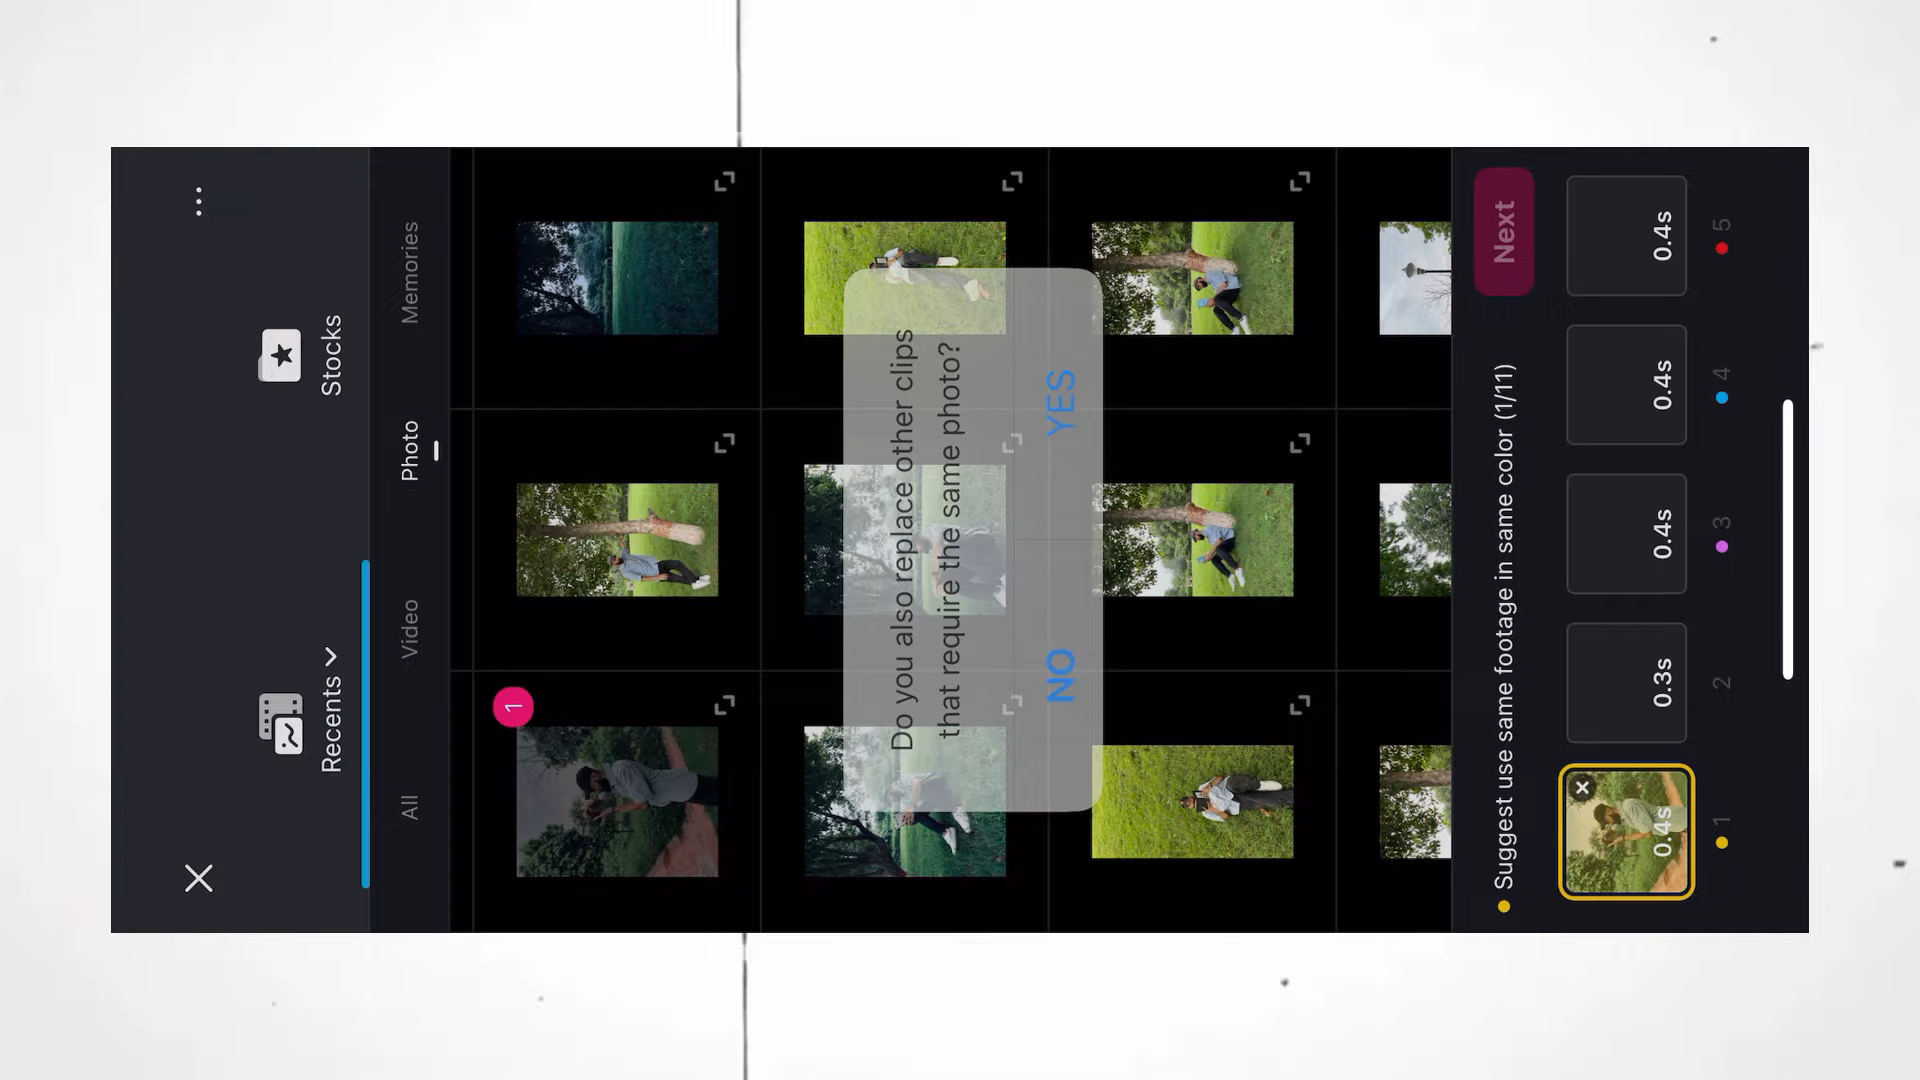 Recents
Stocks
All
Video
Photo
Memories
1
Do you also replace other clips
that require the same photo?
NO
YES
Suggest use same footage in same color (1/11)
Next
0.4s
0.3s
0.4s
0.4s
0.4s
1
2
3
4
5